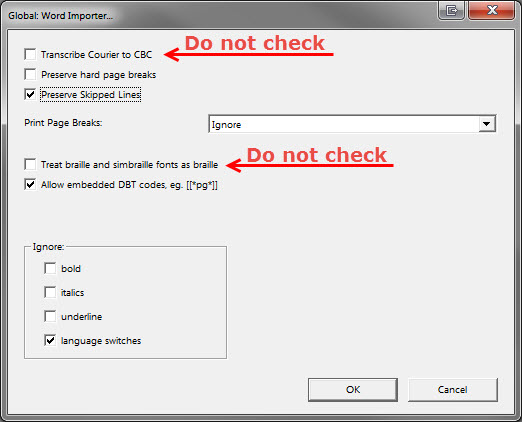 Global: Word Importer...
Do not check
Transcribe Courier to CBC
Preserve hard page breaks
Preserve Skipped Lines
Print Page Breaks: Ignore
Do not check
Treat braille and simbraille fonts as braille
Allow embedded DBT codes, eg. [[*pg*]]
Ignore:
bold
italics
underline
language switches
OK Cancel